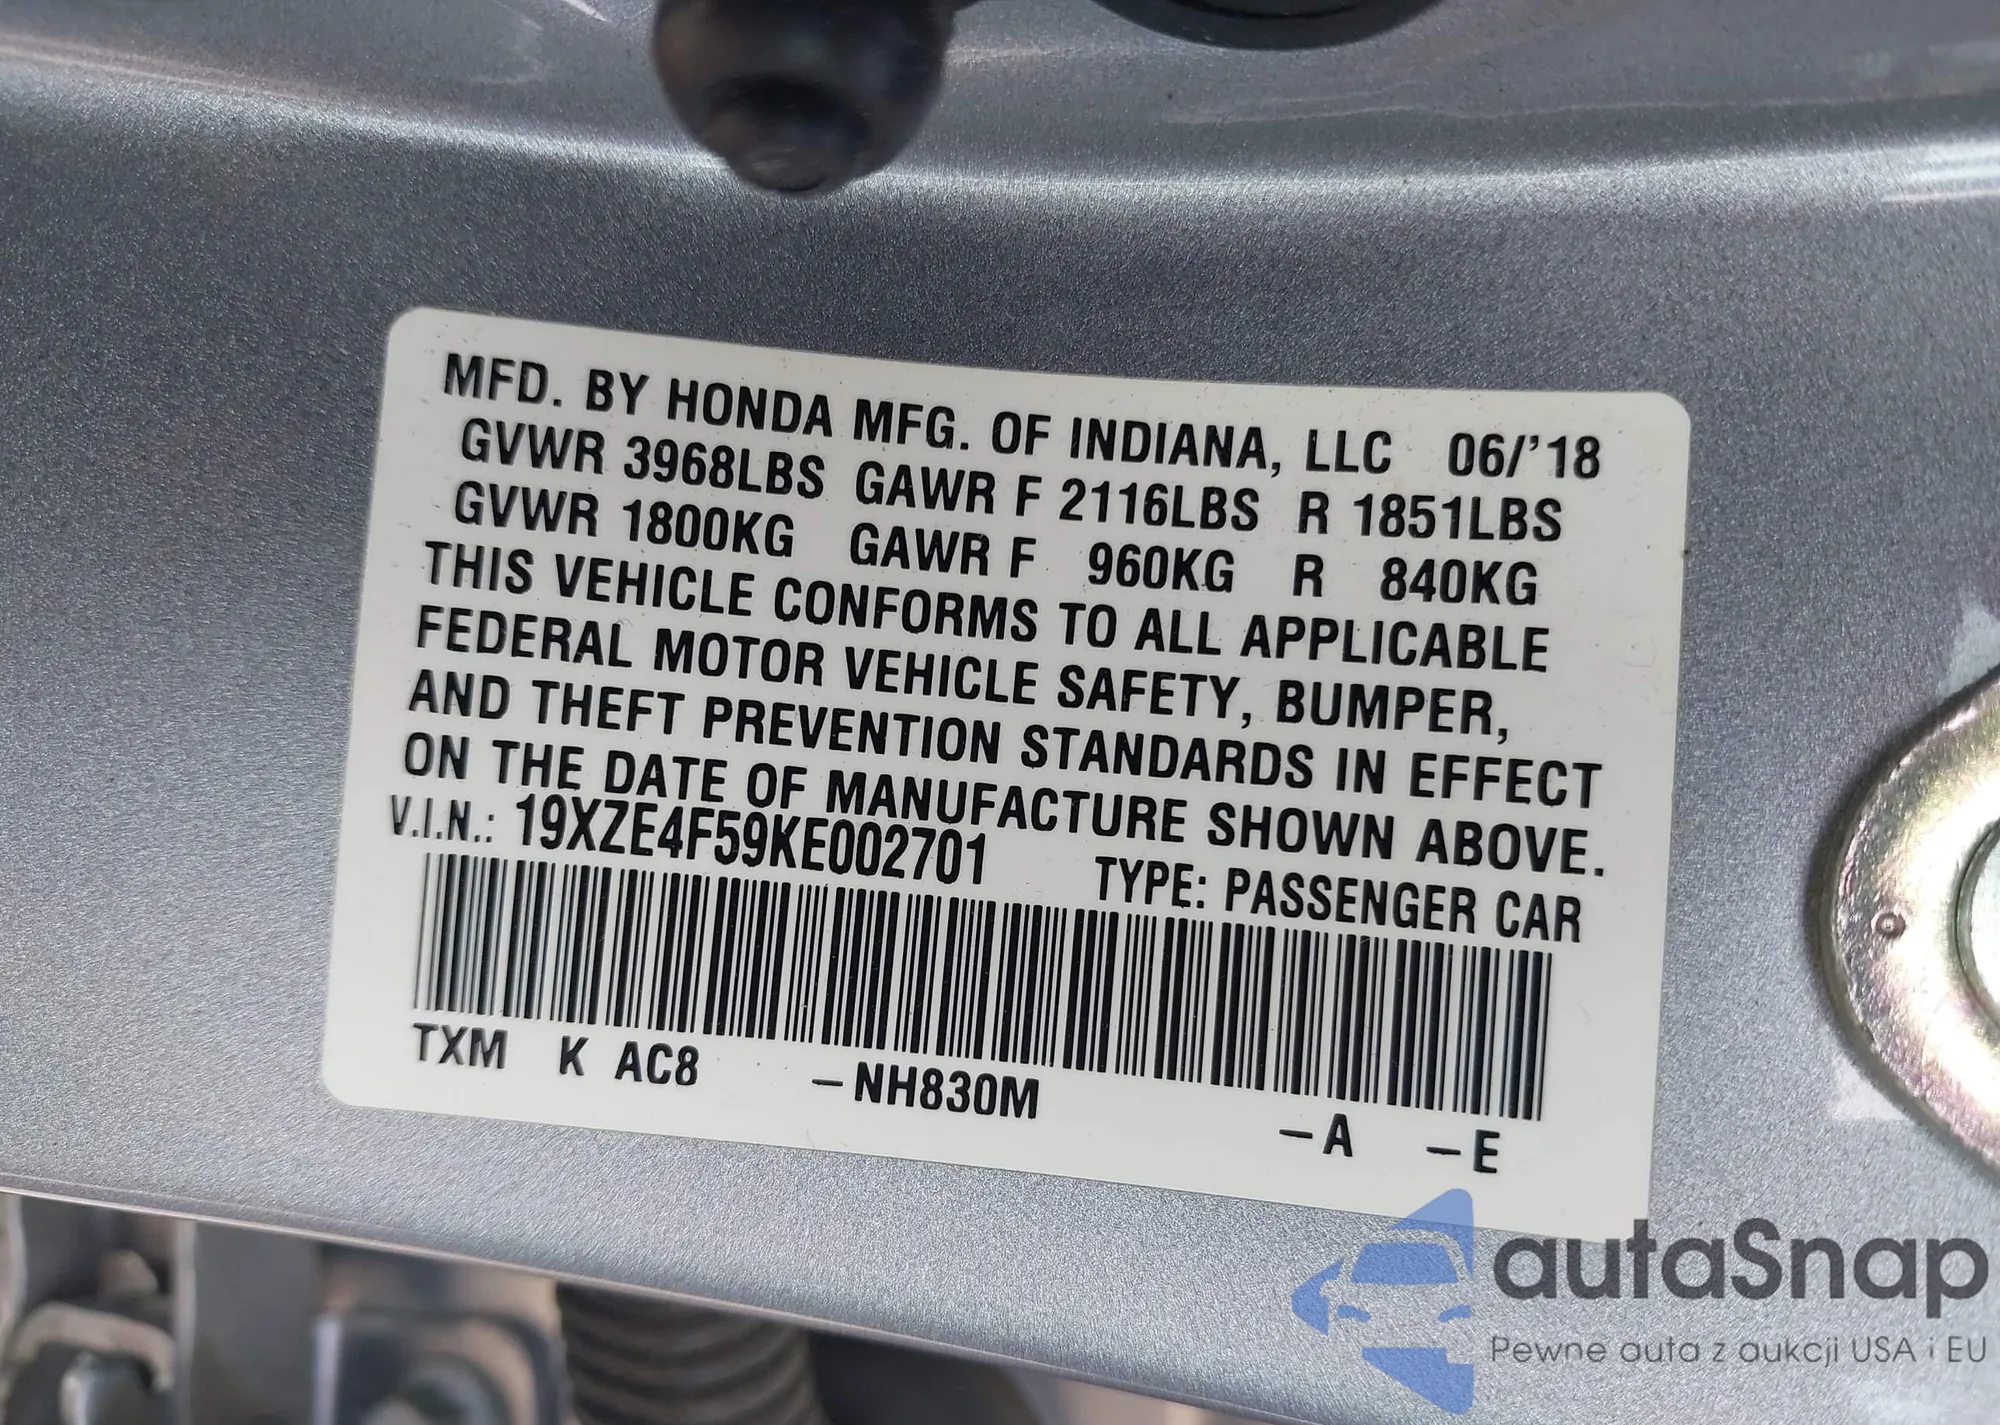 MFD. BY HONDA MFG. OF INDIANA, LLC 06/'18
GVWR 3968LBS GAWR F 2116LBS R 1851LBS
GVWR 1800KG GAWR F 960KG R 840KG
THIS VEHICLE CONFORMS TO ALL APPLICABLE
FEDERAL MOTOR VEHICLE SAFETY, BUMPER,
AND THEFT PREVENTION STANDARDS IN EFFECT
ON THE DATE OF MANUFACTURE SHOWN ABOVE.
V.I.N.: 19XZE4F59KE002701 TYPE: PASSENGER CAR
TXM K AC8 –NH830M –A –E
autaSnap
Pewne auta z aukcji USA i EU